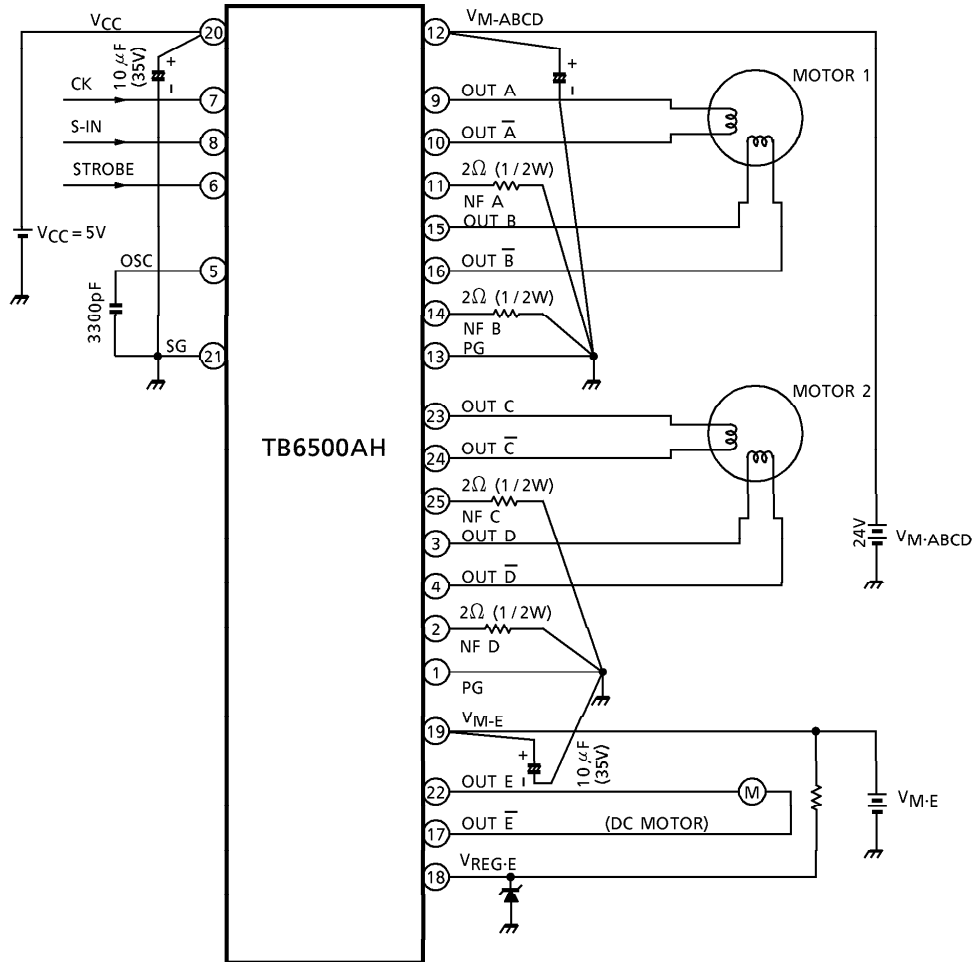 VCC
20
10 μF
(35V)
+
-
CK
7
S-IN
8
STROBE
6
VCC = 5V
OSC
5
3300pF
SG
21
TB6500AH
VM-ABCD
12
+
-
MOTOR 1
9
OUT A
10
OUT A̅
2Ω (1/2W)
11
NF A
15
OUT B
16
OUT B̅
2Ω (1/2W)
14
NF B
13
PG
MOTOR 2
23
OUT C
24
OUT C̅
2Ω (1/2W)
25
NF C
3
OUT D
24V
VM·ABCD
4
OUT D̅
2Ω (1/2W)
2
NF D
1
PG
19
VM-E
+
-
10 μF
(35V)
22
OUT E
M
VM·E
17
OUT E̅
(DC MOTOR)
18
VREG·E